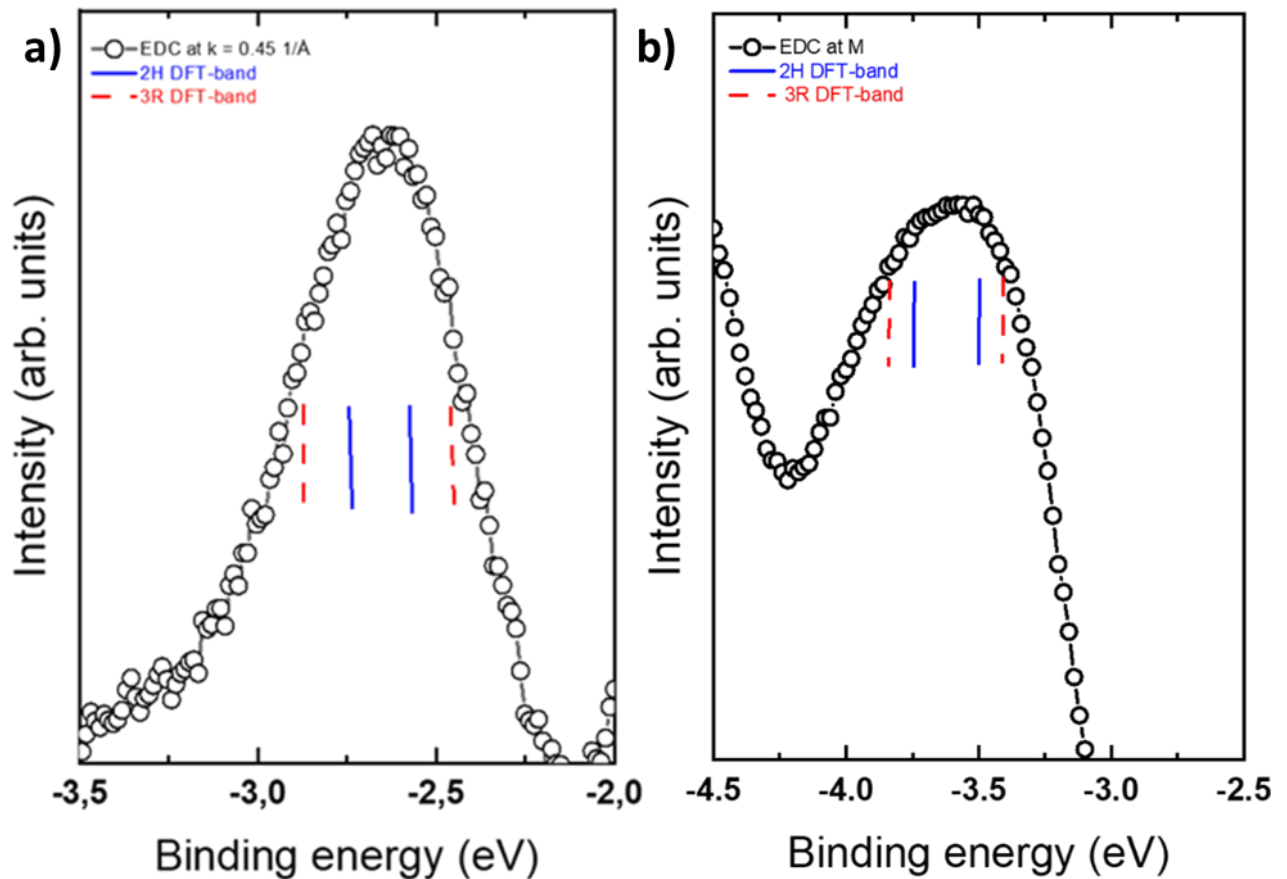 a)
EDC at k = 0.45 1/Å
2H DFT-band
3R DFT-band
Intensity (arb. units)
-3,5
-3,0
-2,5
-2,0
Binding energy (eV)
b)
EDC at M
2H DFT-band
3R DFT-band
Intensity (arb. units)
-4.5
-4.0
-3.5
-3.0
-2.5
Binding energy (eV)